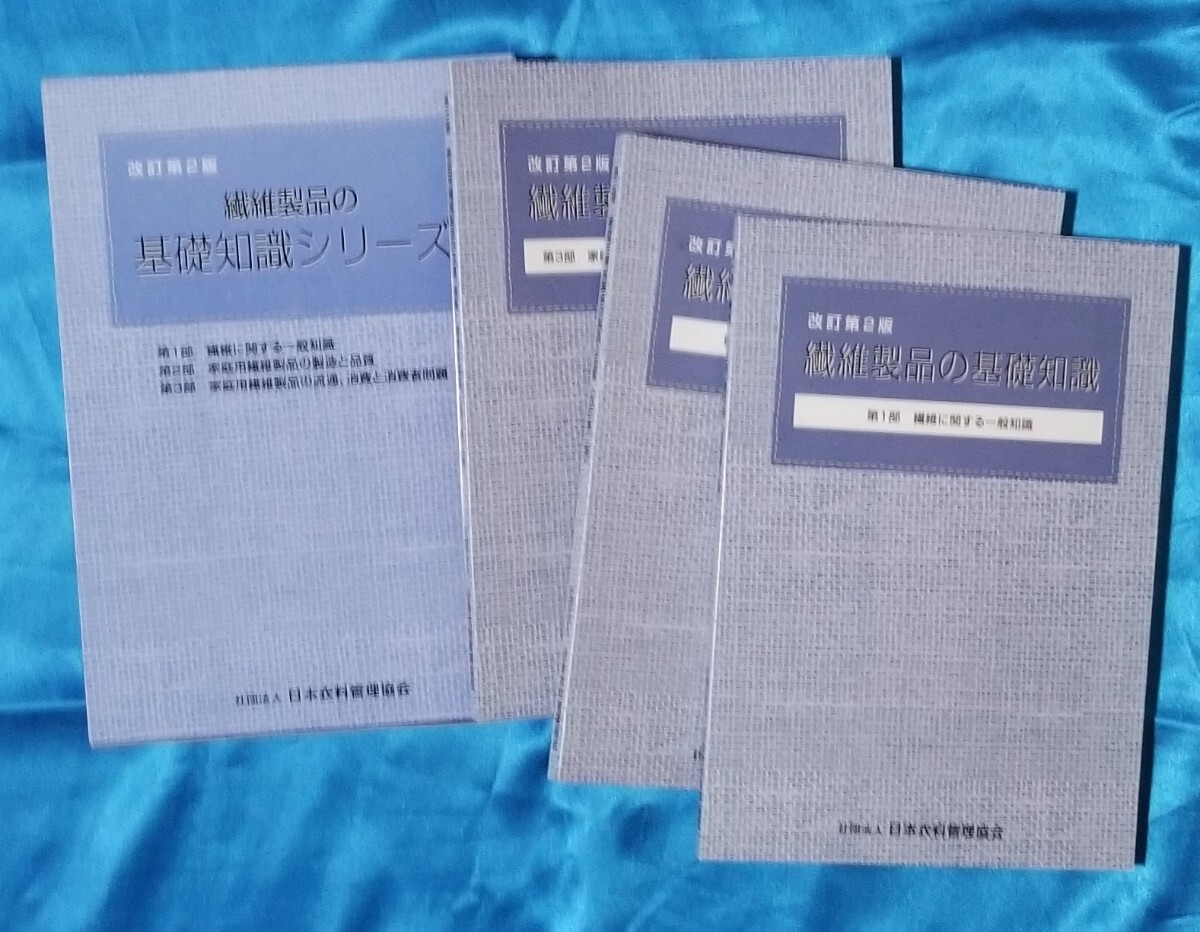 改訂第2版
繊維製品の
基礎知識シリーズ
第1部 繊維に関する一般知識
第2部 家庭用繊維製品の製造と品質
第3部 家庭用繊維製品の流通、消費と消費者問題
社団法人 日本衣料管理協会
改訂第2版
繊維
第3部
改訂第
繊
改訂第2版
繊維製品の基礎知識
第1部 繊維に関する一般知識
社団法人 日本衣料管理協会